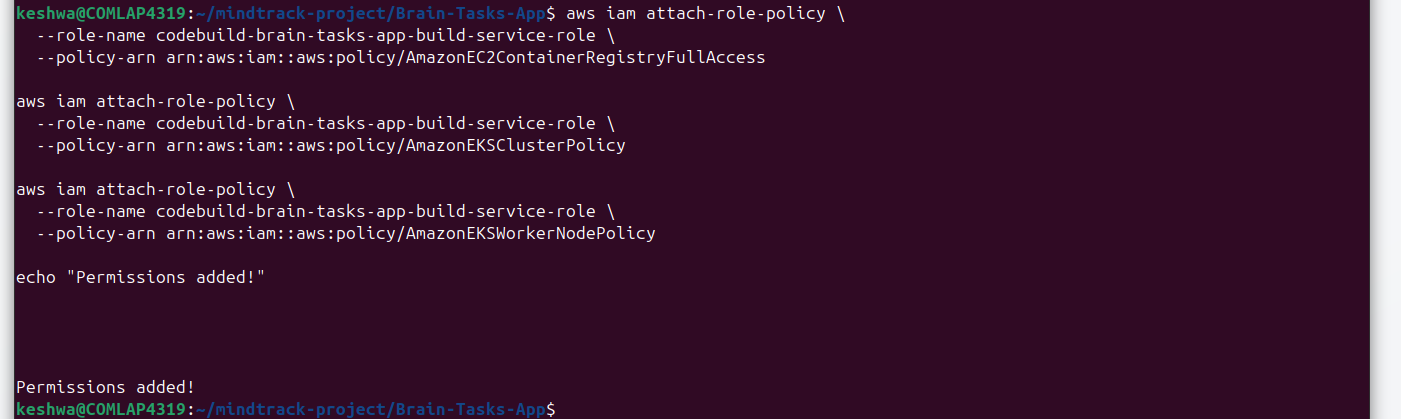 keshwa@COMLAP4319:~/mindtrack-project/Brain-Tasks-App$ aws iam attach-role-policy \
  --role-name codebuild-brain-tasks-app-build-service-role \
  --policy-arn arn:aws:iam::aws:policy/AmazonEC2ContainerRegistryFullAccess
aws iam attach-role-policy \
  --role-name codebuild-brain-tasks-app-build-service-role \
  --policy-arn arn:aws:iam::aws:policy/AmazonEKSClusterPolicy
aws iam attach-role-policy \
  --role-name codebuild-brain-tasks-app-build-service-role \
  --policy-arn arn:aws:iam::aws:policy/AmazonEKSWorkerNodePolicy
echo "Permissions added!"
Permissions added!
keshwa@COMLAP4319:~/mindtrack-project/Brain-Tasks-App$